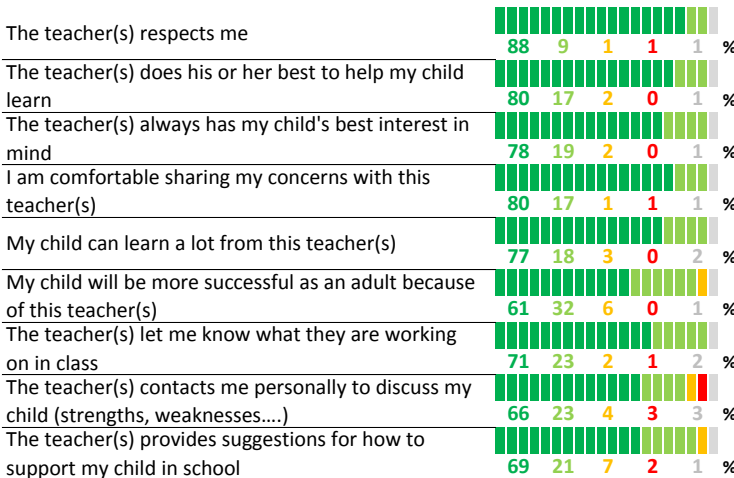 The teacher(s) respects me
88 9 1 1 1 %
The teacher(s) does his or her best to help my child
learn
80 17 2 0 1 %
The teacher(s) always has my child's best interest in
mind
78 19 2 0 1 %
I am comfortable sharing my concerns with this
teacher(s)
80 17 1 1 1 %
My child can learn a lot from this teacher(s)
77 18 3 0 2 %
My child will be more successful as an adult because
of this teacher(s)
61 32 6 0 1 %
The teacher(s) let me know what they are working
on in class
71 23 2 1 2 %
The teacher(s) contacts me personally to discuss my
child (strengths, weaknesses....)
66 23 4 3 3 %
The teacher(s) provides suggestions for how to
support my child in school
69 21 7 2 1 %